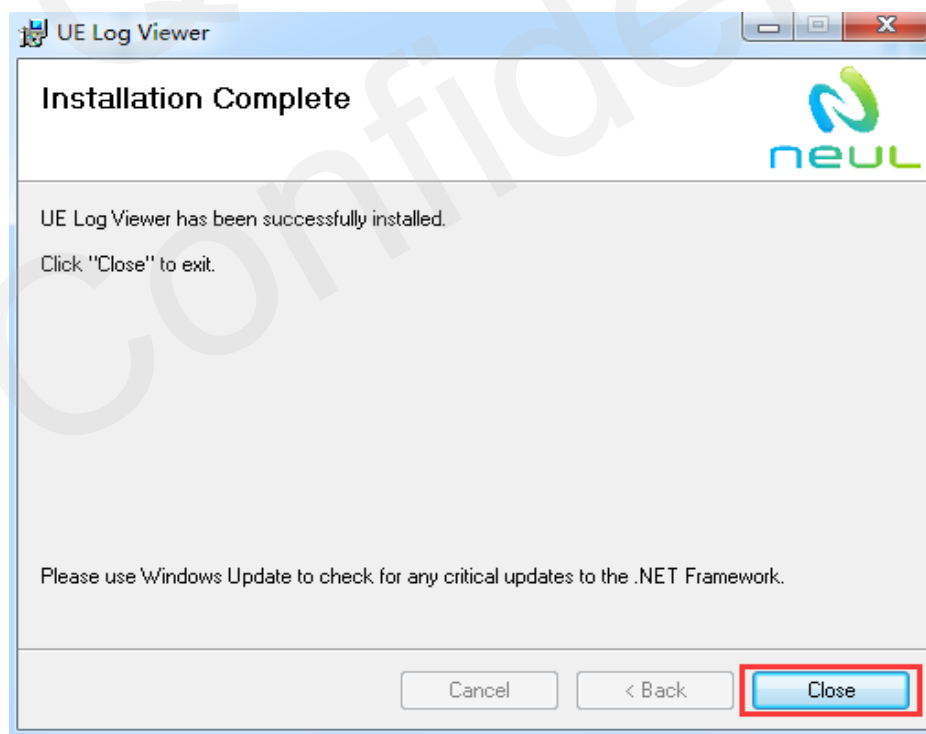 UE Log Viewer
Installation Complete
neuL
UE Log Viewer has been successfully installed.
Click "Close" to exit.
Please use Windows Update to check for any critical updates to the .NET Framework.
Cancel
< Back
Close